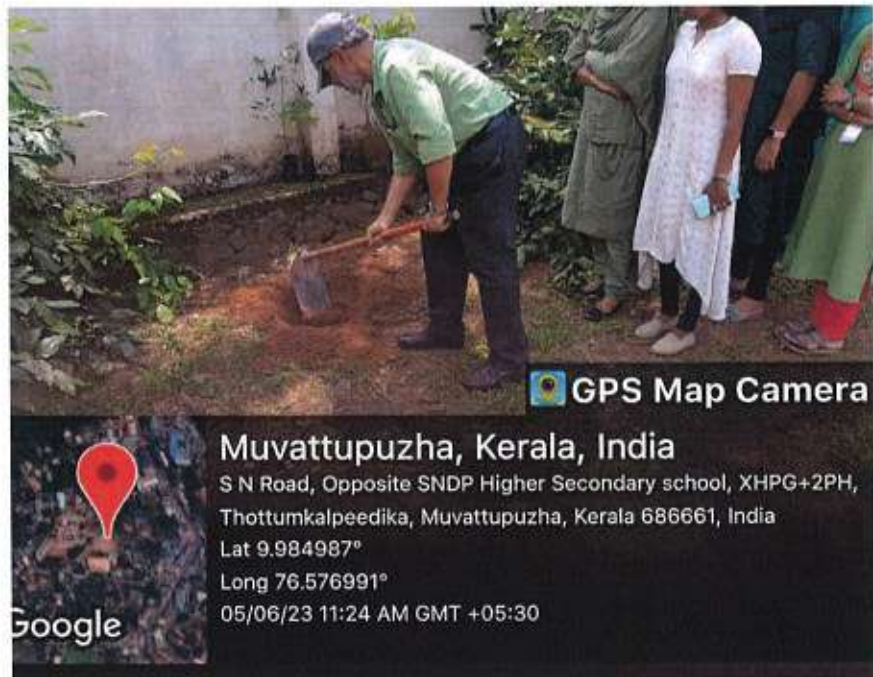 GPS Map Camera
Muvattupuzha, Kerala, India
S N Road, Opposite SNDP Higher Secondary school, XHPG+2PH,
Thottumkalpeedika, Muvattupuzha, Kerala 686661, India
Lat 9.984987°
Long 76.576991°
05/06/23 11:24 AM GMT +05:30
Google